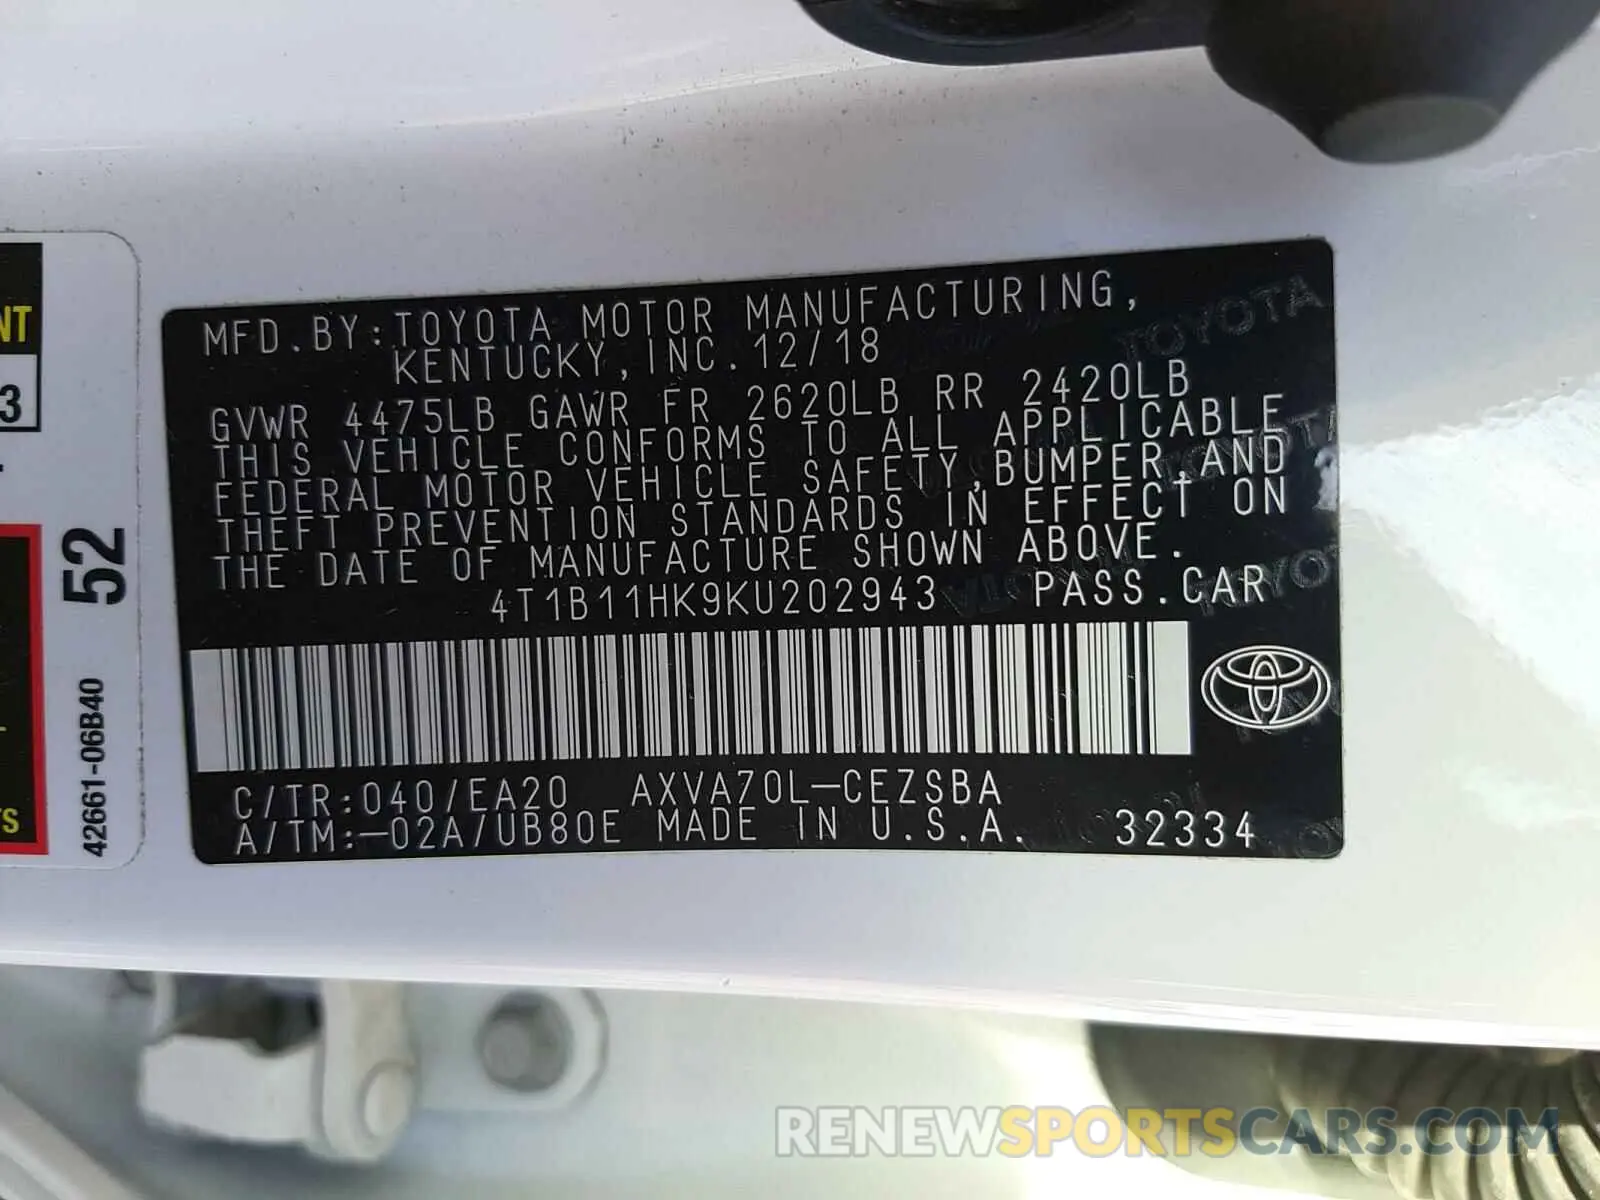 MFD.BY:TOYOTA MOTOR MANUFACTURING,
KENTUCKY,INC.12/18
GVWR 4475LB GAWR FR 2620LB RR 2420LB
THIS VEHICLE CONFORMS TO ALL APPLICABLE
FEDERAL MOTOR VEHICLE SAFETY,BUMPER,AND
THEFT PREVENTION STANDARDS IN EFFECT ON
THE DATE OF MANUFACTURE SHOWN ABOVE.
4T1B11HK9KU202943 PASS.CAR
C/TR:040/EA20 AXVA70L-CEZSBA
A/TM:-02A/UB80E MADE IN U.S.A. 32334
TOYOTA
NT
3
52
42661-06B40
TS
RENEWSPORTSCARS.COM